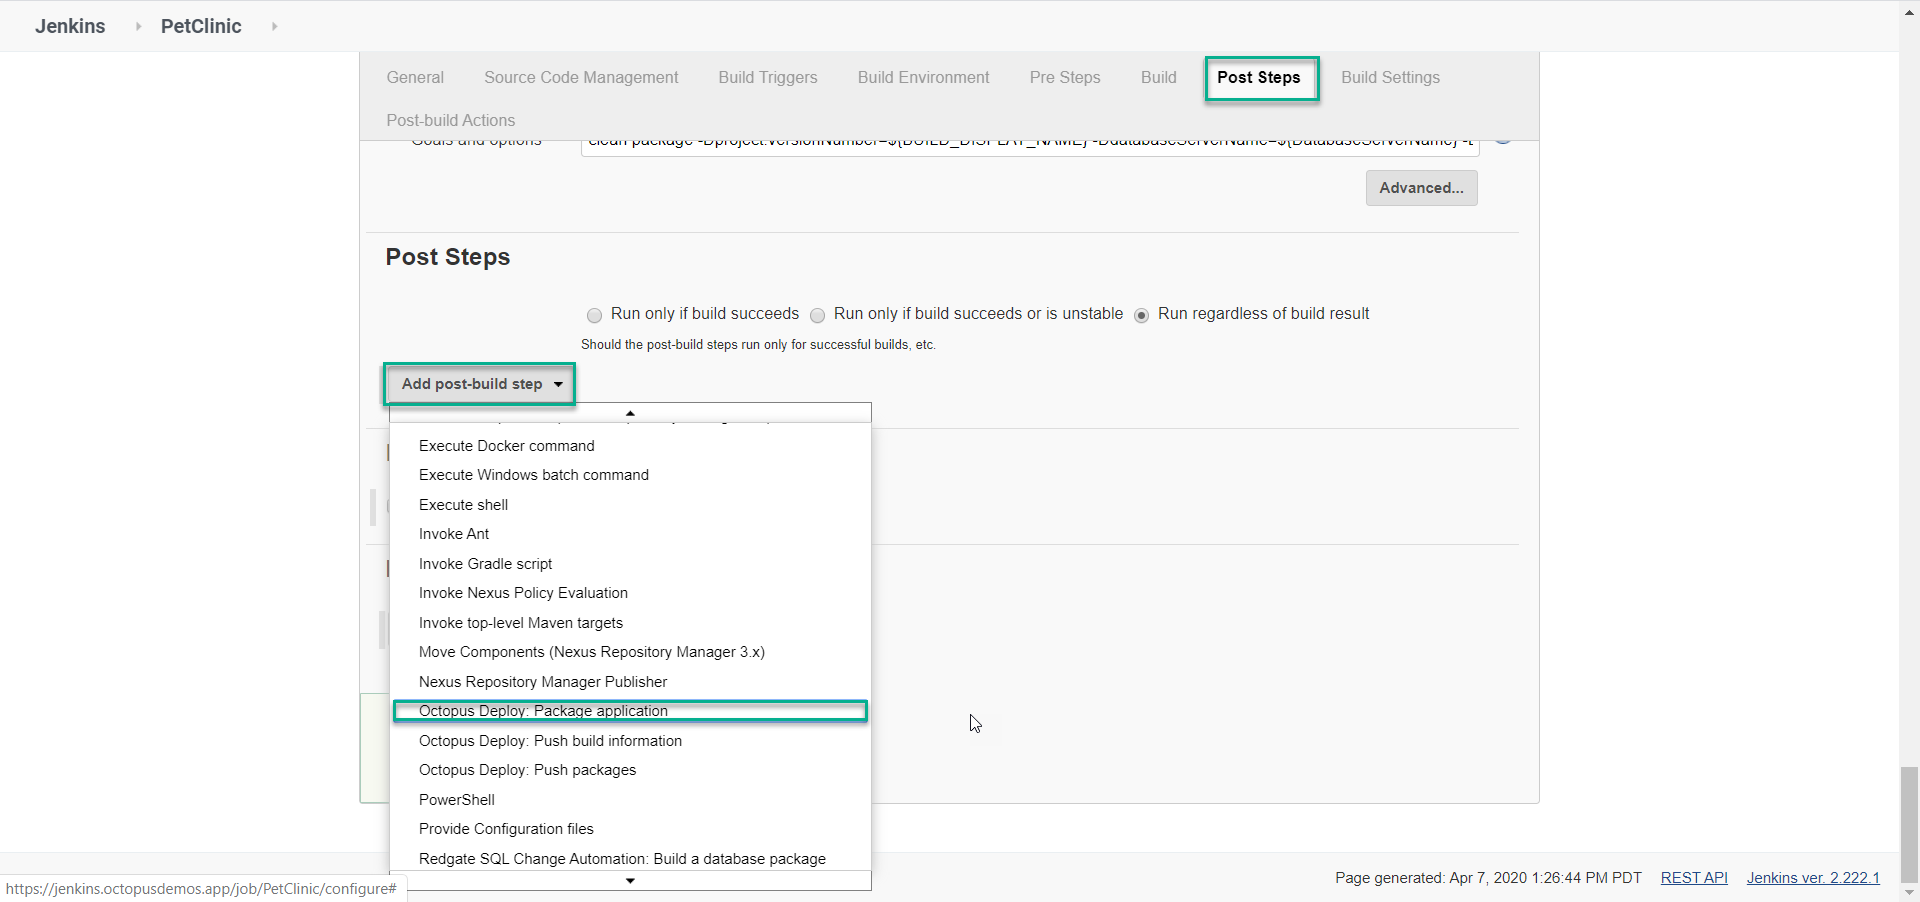 Jenkins PetClinic
General Source Code Management Build Triggers Build Environment Pre Steps Build Post Steps Build Settings
Post-build Actions
Goals and options clean package -Dproject.versionNumber=${BUILD_DISPLAY_NAME} -DdatabaseServerName=${DatabaseServerName}
Advanced...
Post Steps
Run only if build succeeds Run only if build succeeds or is unstable Run regardless of build result
Should the post-build steps run only for successful builds, etc.
Add post-build step
Execute Docker command
Execute Windows batch command
Execute shell
Invoke Ant
Invoke Gradle script
Invoke Nexus Policy Evaluation
Invoke top-level Maven targets
Move Components (Nexus Repository Manager 3.x)
Nexus Repository Manager Publisher
Octopus Deploy: Package application
Octopus Deploy: Push build information
Octopus Deploy: Push packages
PowerShell
Provide Configuration files
Redgate SQL Change Automation: Build a database package
https://jenkins.octopusdemos.app/job/PetClinic/configure#
Page generated: Apr 7, 2020 1:26:44 PM PDT REST API Jenkins ver. 2.222.1